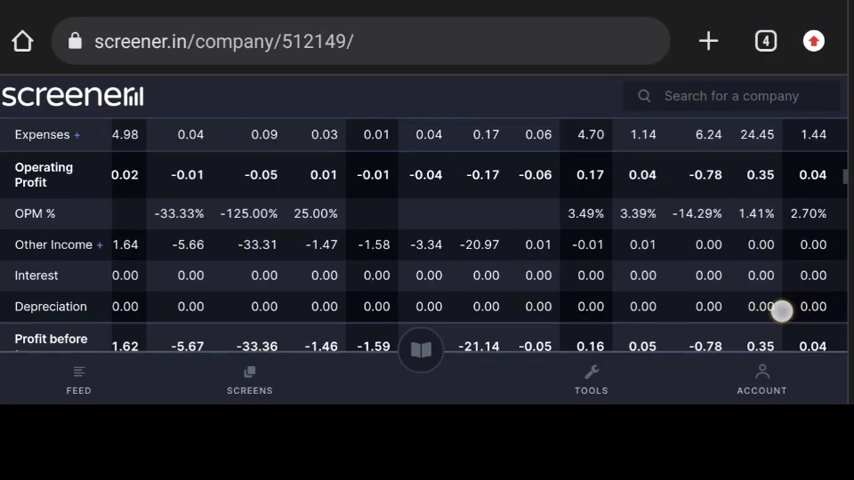 screener.in/company/512149/
4
screener
Search for a company
Expenses + 4.98 0.04 0.09 0.03 0.01 0.04 0.17 0.06 4.70 1.14 6.24 24.45 1.44
Operating
Profit 0.02 -0.01 -0.05 0.01 -0.01 -0.04 -0.17 -0.06 0.17 0.04 -0.78 0.35 0.04
OPM % -33.33% -125.00% 25.00% 3.49% 3.39% -14.29% 1.41% 2.70%
Other Income + 1.64 -5.66 -33.31 -1.47 -1.58 -3.34 -20.97 0.01 -0.01 0.01 0.00 0.00 0.00
Interest 0.00 0.00 0.00 0.00 0.00 0.00 0.00 0.00 0.00 0.00 0.00 0.00 0.00
Depreciation 0.00 0.00 0.00 0.00 0.00 0.00 0.00 0.00 0.00 0.00 0.00 0.00 0.00
Profit before 1.62 -5.67 -33.36 -1.46 -1.59 -21.14 -0.05 0.16 0.05 -0.78 0.35 0.04
FEED SCREENS TOOLS ACCOUNT